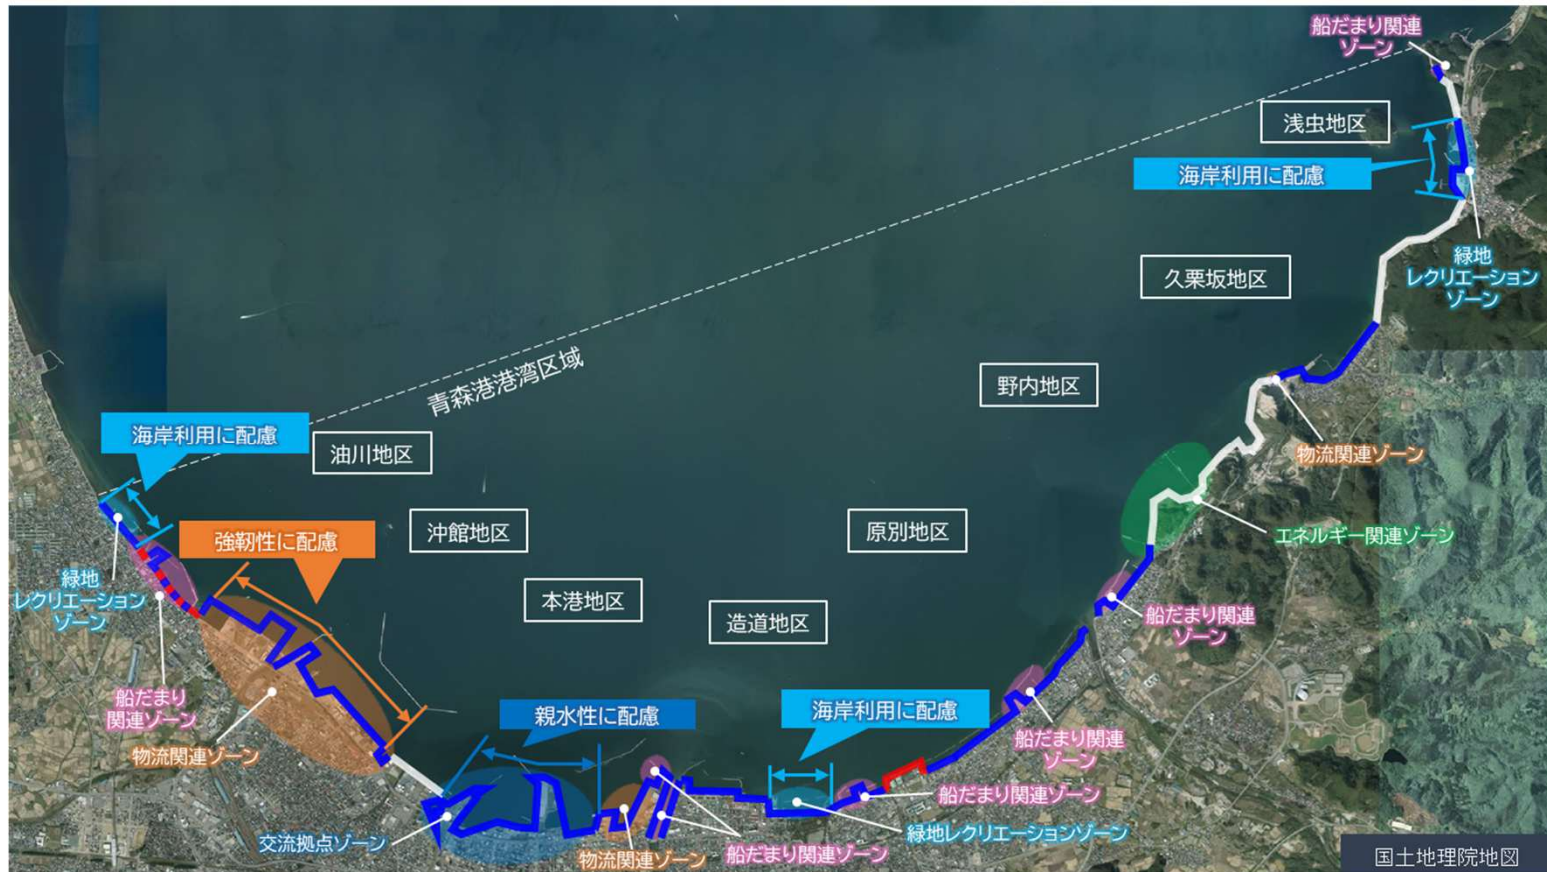 船だまり関連
ゾーン
浅虫地区
海岸利用に配慮
緑地
レクリエーション
ゾーン
久栗坂地区
青森港港湾区域
野内地区
海岸利用に配慮
油川地区
物流関連ゾーン
強靭性に配慮
沖館地区
原別地区
エネルギー関連ゾーン
緑地
レクリエーション
ゾーン
本港地区
造道地区
船だまり関連
ゾーン
船だまり
関連ゾーン
物流関連ゾーン
親水性に配慮
海岸利用に配慮
船だまり関連
ゾーン
船だまり関連ゾーン
交流拠点ゾーン
物流関連ゾーン
船だまり関連ゾーン
緑地レクリエーションゾーン
国土地理院地図